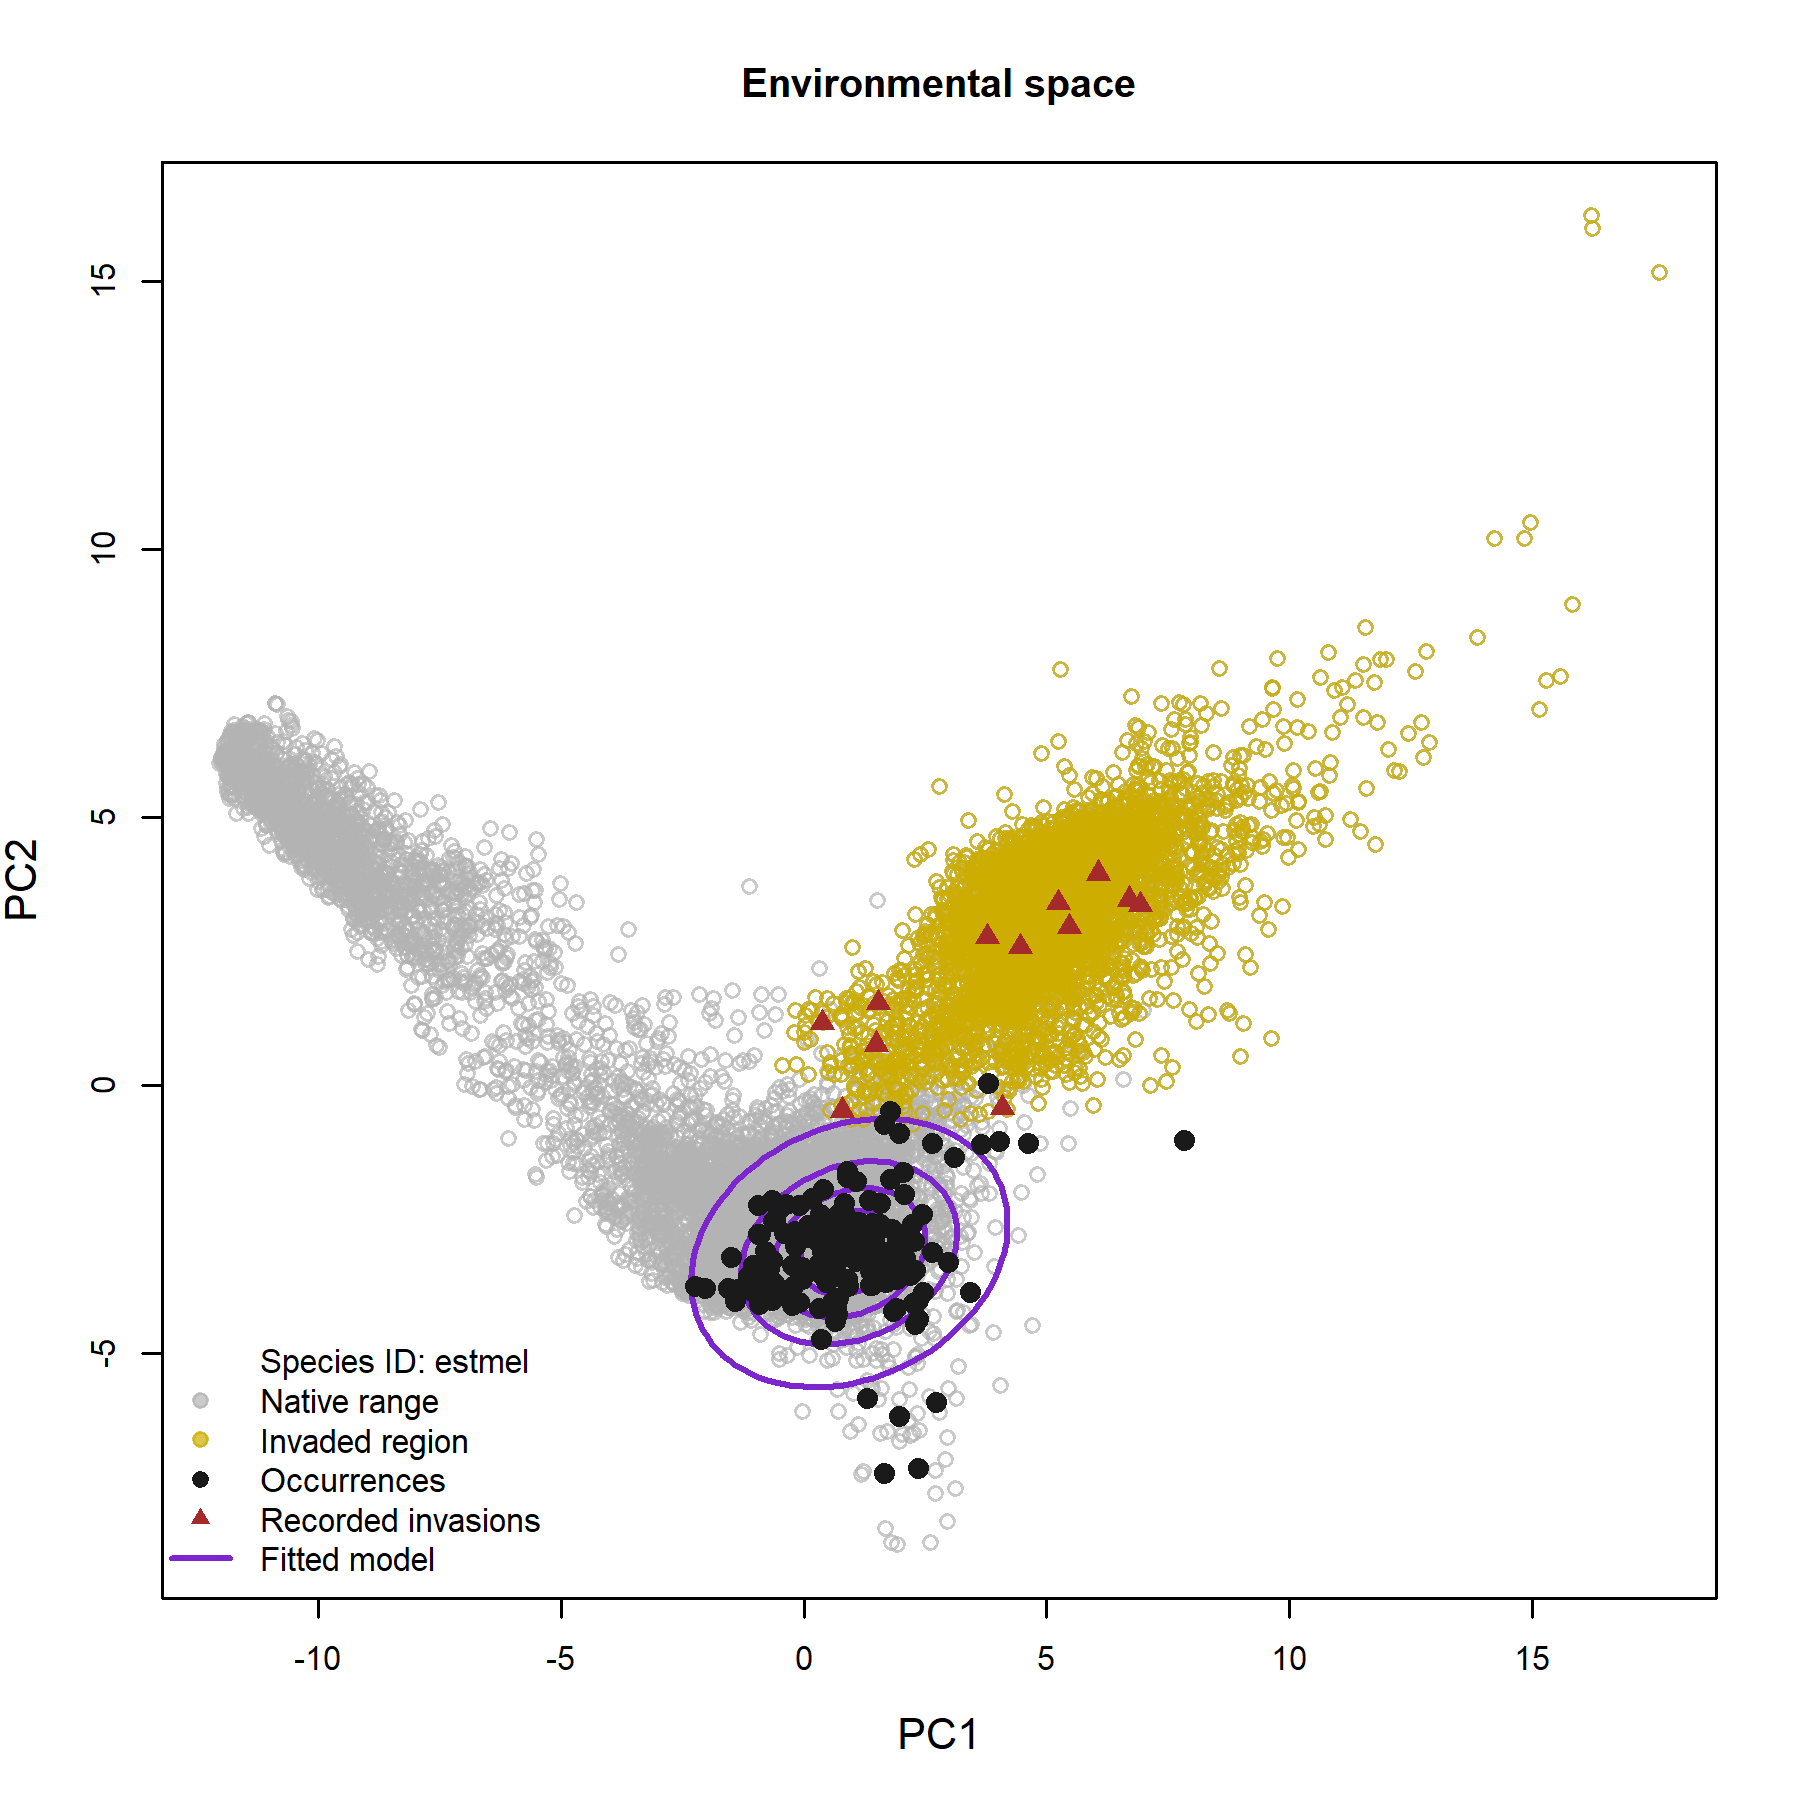 Environmental space
15
10
5
0
-5
PC2
Species ID: estmel
Native range
Invaded region
Occurrences
Recorded invasions
Fitted model
-10 -5 0 5 10 15
PC1